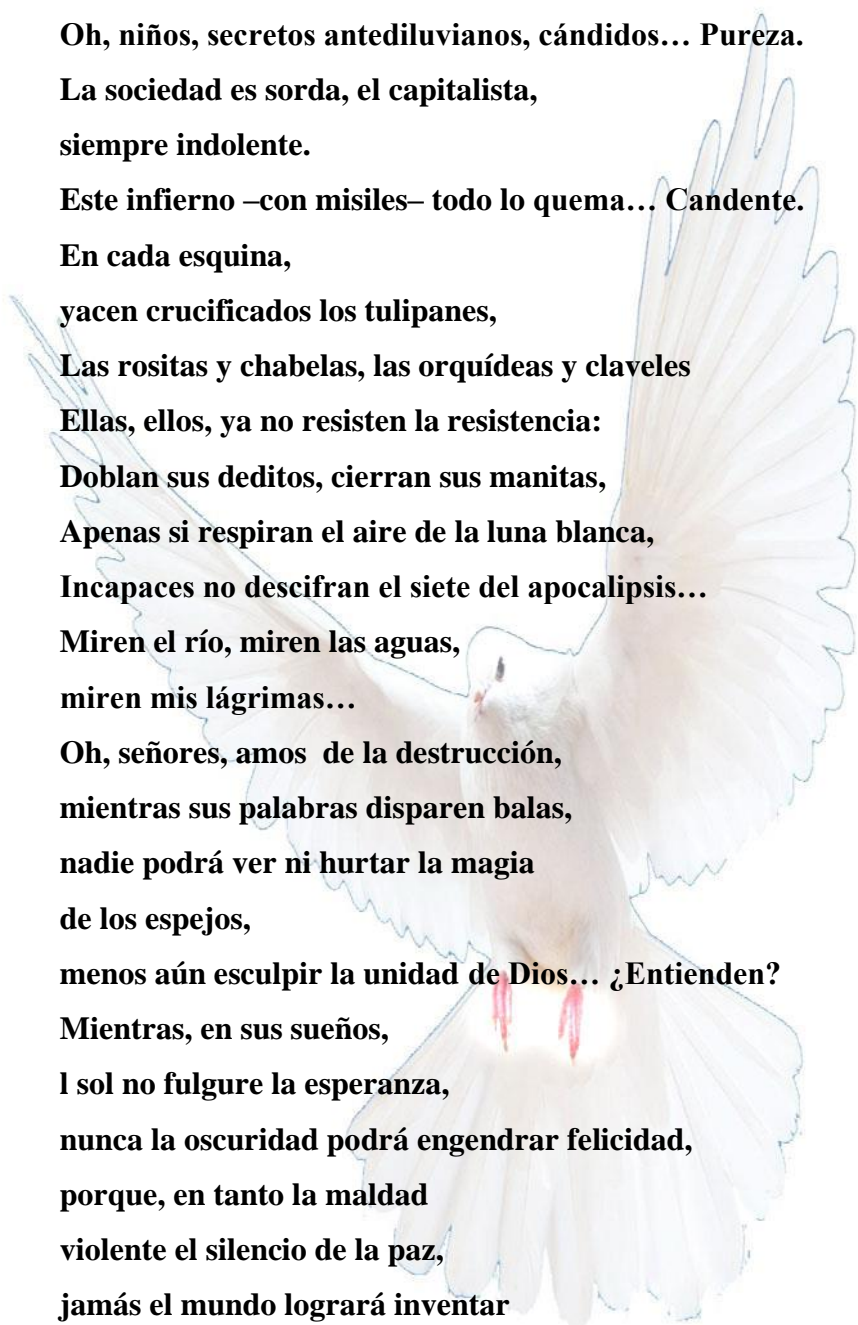 Oh, niños, secretos antediluvianos, cándidos… Pureza.
La sociedad es sorda, el capitalista,
siempre indolente.
Este infierno –con misiles– todo lo quema… Candente.
En cada esquina,
yacen crucificados los tulipanes,
Las rositas y chabelas, las orquídeas y claveles
Ellas, ellos, ya no resisten la resistencia:
Doblan sus deditos, cierran sus manitas,
Apenas si respiran el aire de la luna blanca,
Incapaces no descifran el siete del apocalipsis…
Miren el río, miren las aguas,
miren mis lágrimas…
Oh, señores, amos  de la destrucción,
mientras sus palabras disparen balas,
nadie podrá ver ni hurtar la magia
de los espejos,
menos aún esculpir la unidad de Dios… ¿Entienden?
Mientras, en sus sueños,
l sol no fulgure la esperanza,
nunca la oscuridad podrá engendrar felicidad,
porque, en tanto la maldad
violente el silencio de la paz,
jamás el mundo logrará inventar